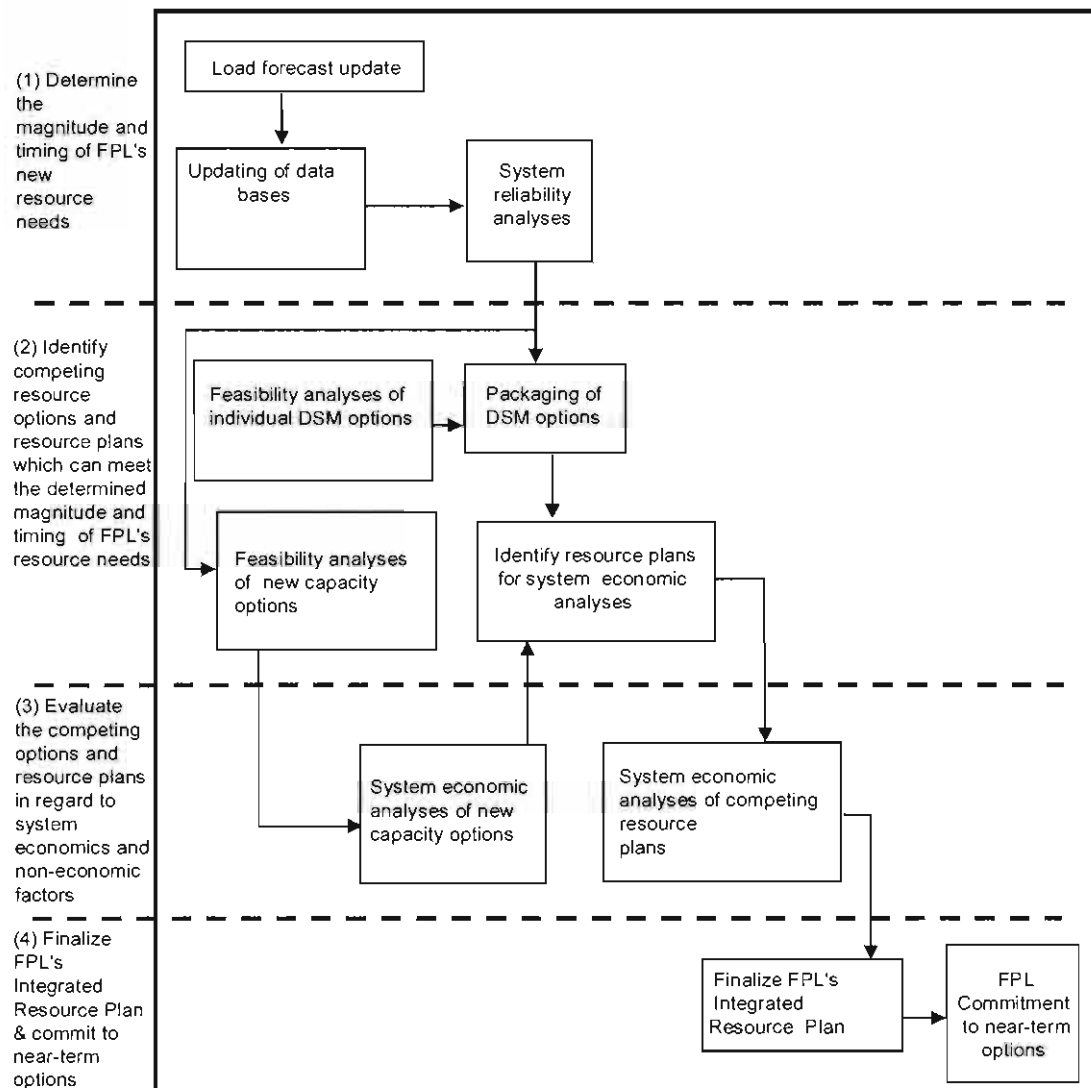 (1) Determine
the
magnitude and
timing of FPL's
new
resource
needs
Load forecast update
Updating of data
bases
System
reliability
analyses
(2) Identify
competing
resource
options and
resource plans
which can meet
the determined
magnitude and
timing of FPL's
resource needs
Feasibility analyses of
individual DSM options
Packaging of
DSM options
Feasibility analyses
of new capacity
options
Identify resource plans
for system economic
analyses
(3) Evaluate
the competing
options and
resource plans
in regard to
system
economics and
non-economic
factors
System economic
analyses of new
capacity options
System economic
analyses of competing
resource
plans
(4) Finalize
FPL's
Integrated
Resource Plan
& commit to
near-term
options
Finalize FPL's
Integrated
Resource Plan
FPL
Commitment
to near-term
options